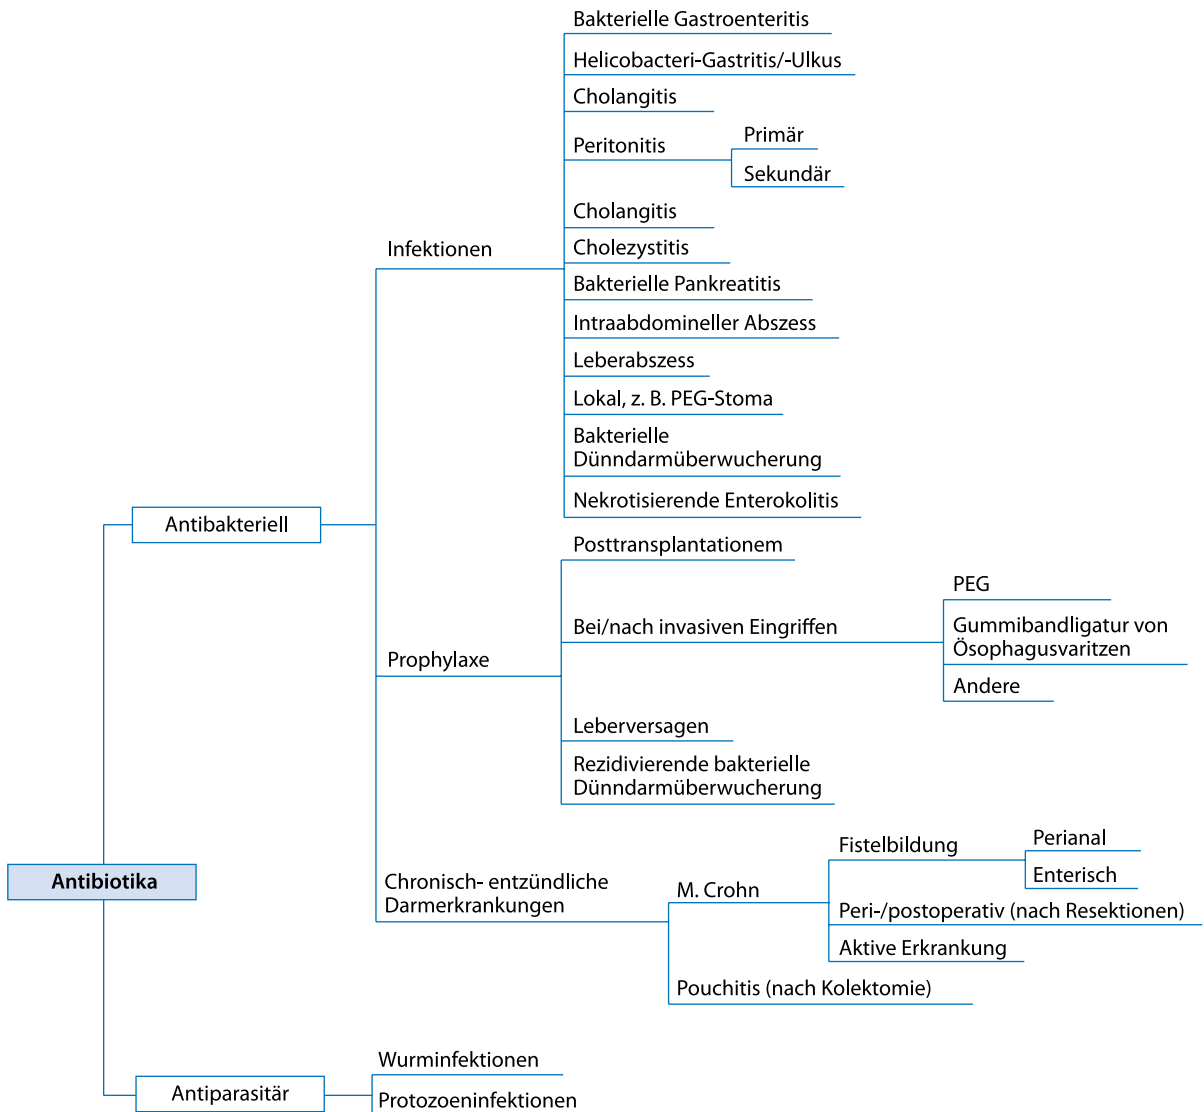 Bakterielle Gastroenteritis
Helicobacteri-Gastritis/-Ulkus
Cholangitis
Peritonitis
Primär
Sekundär
Cholangitis
Infektionen
Cholezystitis
Bakterielle Pankreatitis
Intraabdomineller Abszess
Leberabszess
Lokal, z. B. PEG-Stoma
Bakterielle
Dünndarmüberwucherung
Nekrotisierende Enterokolitis
Antibakteriell
Posttransplantationem
PEG
Bei/nach invasiven Eingriffen
Gummibandligatur von
Ösophagusvaritzen
Prophylaxe
Andere
Leberversagen
Rezidivierende bakterielle
Dünndarmüberwucherung
Fistelbildung
Perianal
Enterisch
Antibiotika
Chronisch- entzündliche
Darmerkrankungen
M. Crohn
Peri-/postoperativ (nach Resektionen)
Aktive Erkrankung
Pouchitis (nach Kolektomie)
Wurminfektionen
Antiparasitär
Protozoeninfektionen